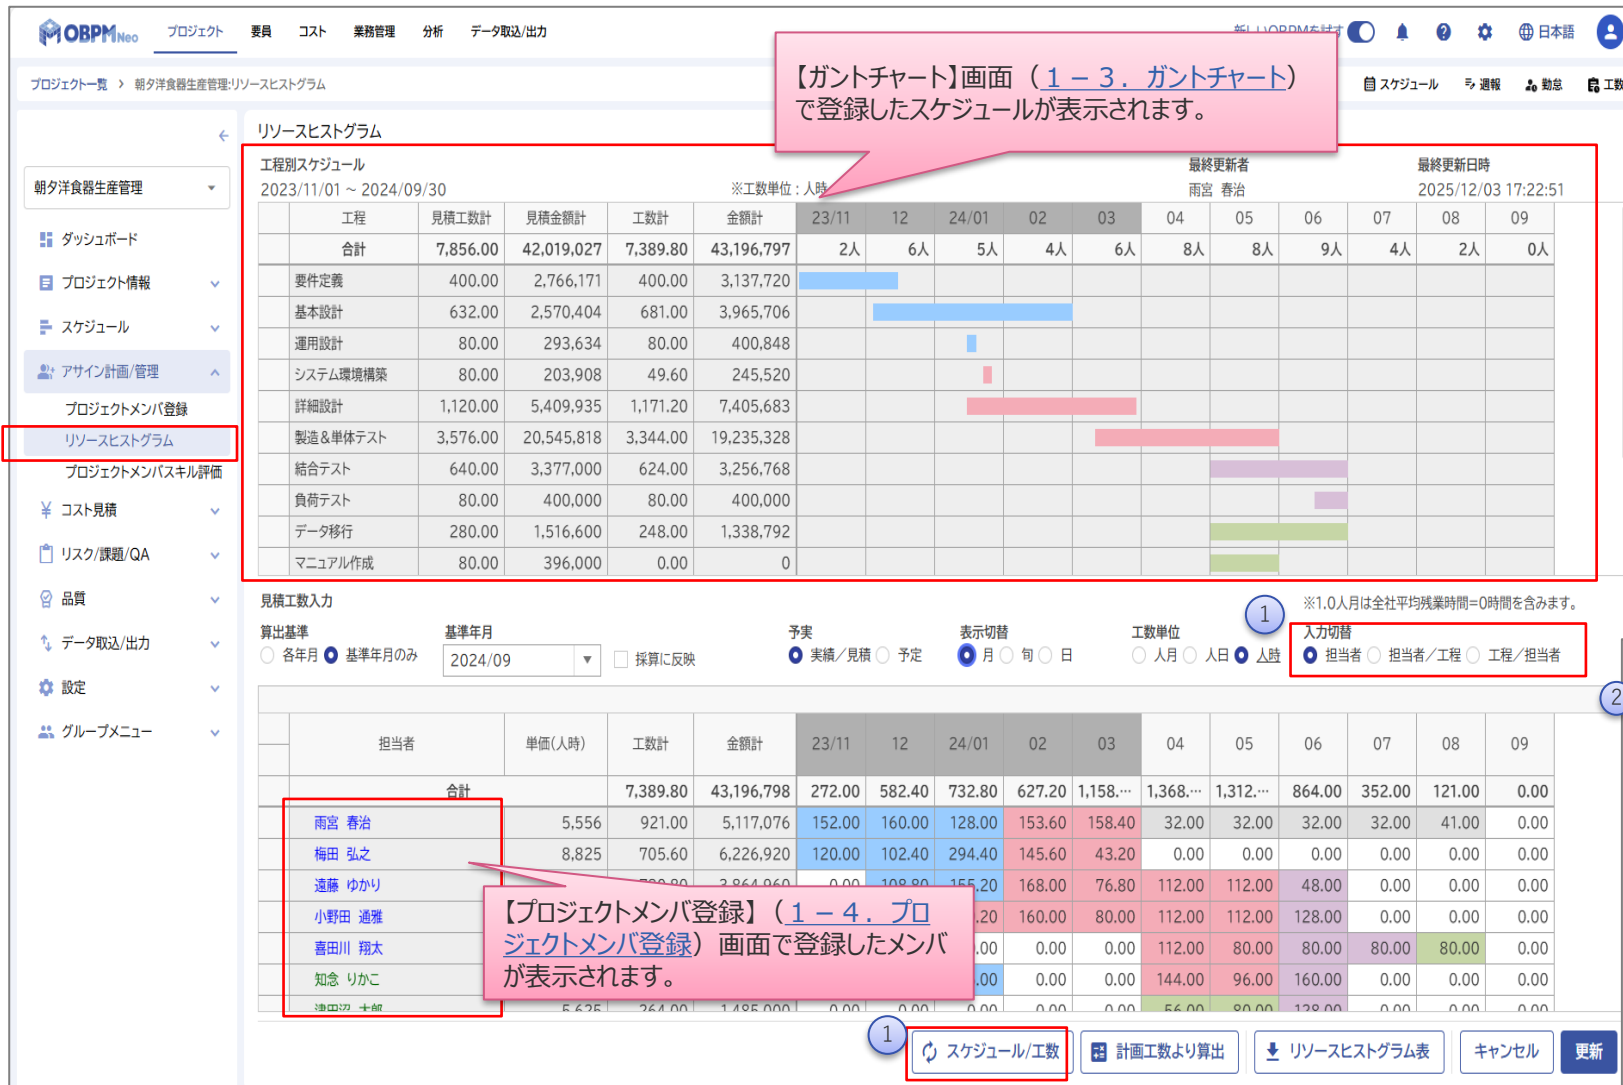 OBPM Neo プロジェクト 要員 コスト 業務管理 分析 データ取込/出力 日本語
プロジェクト一覧 > 朝夕洋食器生産管理:リソースヒストグラム スケジュール 週報 勤怠 工数
【ガントチャート】画面（１－３．ガントチャート）
で登録したスケジュールが表示されます。
朝夕洋食器生産管理
ダッシュボード
プロジェクト情報
スケジュール
アサイン計画/管理
プロジェクトメンバ登録
リソースヒストグラム
プロジェクトメンバスキル評価
コスト見積
リスク/課題/QA
品質
データ取込/出力
設定
グループメニュー
リソースヒストグラム
工程別スケジュール 最終更新者 最終更新日時
2023/11/01 ~ 2024/09/30 ※工数単位 : 人時 雨宮 春治 2025/12/03 17:22:51
工程 見積工数計 見積金額計 工数計 金額計 23/11 12 24/01 02 03 04 05 06 07 08 09
合計 7,856.00 42,019,027 7,389.80 43,196,797 2人 6人 5人 4人 6人 8人 8人 9人 4人 2人 0人
要件定義 400.00 2,766,171 400.00 3,137,720
基本設計 632.00 2,570,404 681.00 3,965,706
運用設計 80.00 293,634 80.00 400,848
システム環境構築 80.00 203,908 49.60 245,520
詳細設計 1,120.00 5,409,935 1,171.20 7,405,683
製造＆単体テスト 3,576.00 20,545,818 3,344.00 19,235,328
結合テスト 640.00 3,377,000 624.00 3,256,768
負荷テスト 80.00 400,000 80.00 400,000
データ移行 280.00 1,516,600 248.00 1,338,792
マニュアル作成 80.00 396,000 0.00 0
見積工数入力 1 ※1.0人月は全社平均残業時間=0時間を含みます。
算出基準 基準年月 予実 表示切替 工数単位 入力切替
各年月 基準年月のみ 2024/09 採算に反映 実績／見積 予定 月 旬 日 人月 人日 人時 担当者 担当者／工程 工程／担当者
2
担当者 単価(人時) 工数計 金額計 23/11 12 24/01 02 03 04 05 06 07 08 09
合計 7,389.80 43,196,798 272.00 582.40 732.80 627.20 1,158.… 1,368.… 1,312.… 864.00 352.00 121.00 0.00
雨宮 春治 5,556 921.00 5,117,076 152.00 160.00 128.00 153.60 158.40 32.00 32.00 32.00 32.00 41.00 0.00
梅田 弘之 8,825 705.60 6,226,920 120.00 102.40 294.40 145.60 43.20 0.00 0.00 0.00 0.00 0.00 0.00
遠藤 ゆかり 168.00 76.80 112.00 112.00 48.00 0.00 0.00 0.00
小野田 通雅 .20 160.00 80.00 112.00 112.00 128.00 0.00 0.00 0.00
喜田川 翔太 .00 0.00 0.00 112.00 80.00 80.00 80.00 80.00 0.00
知念 りかこ .00 0.00 0.00 144.00 96.00 160.00 0.00 0.00 0.00
【プロジェクトメンバ登録】（１－４．プロ
ジェクトメンバ登録）画面で登録したメンバ
が表示されます。
1 スケジュール/工数 計画工数より算出 リソースヒストグラム表 キャンセル 更新